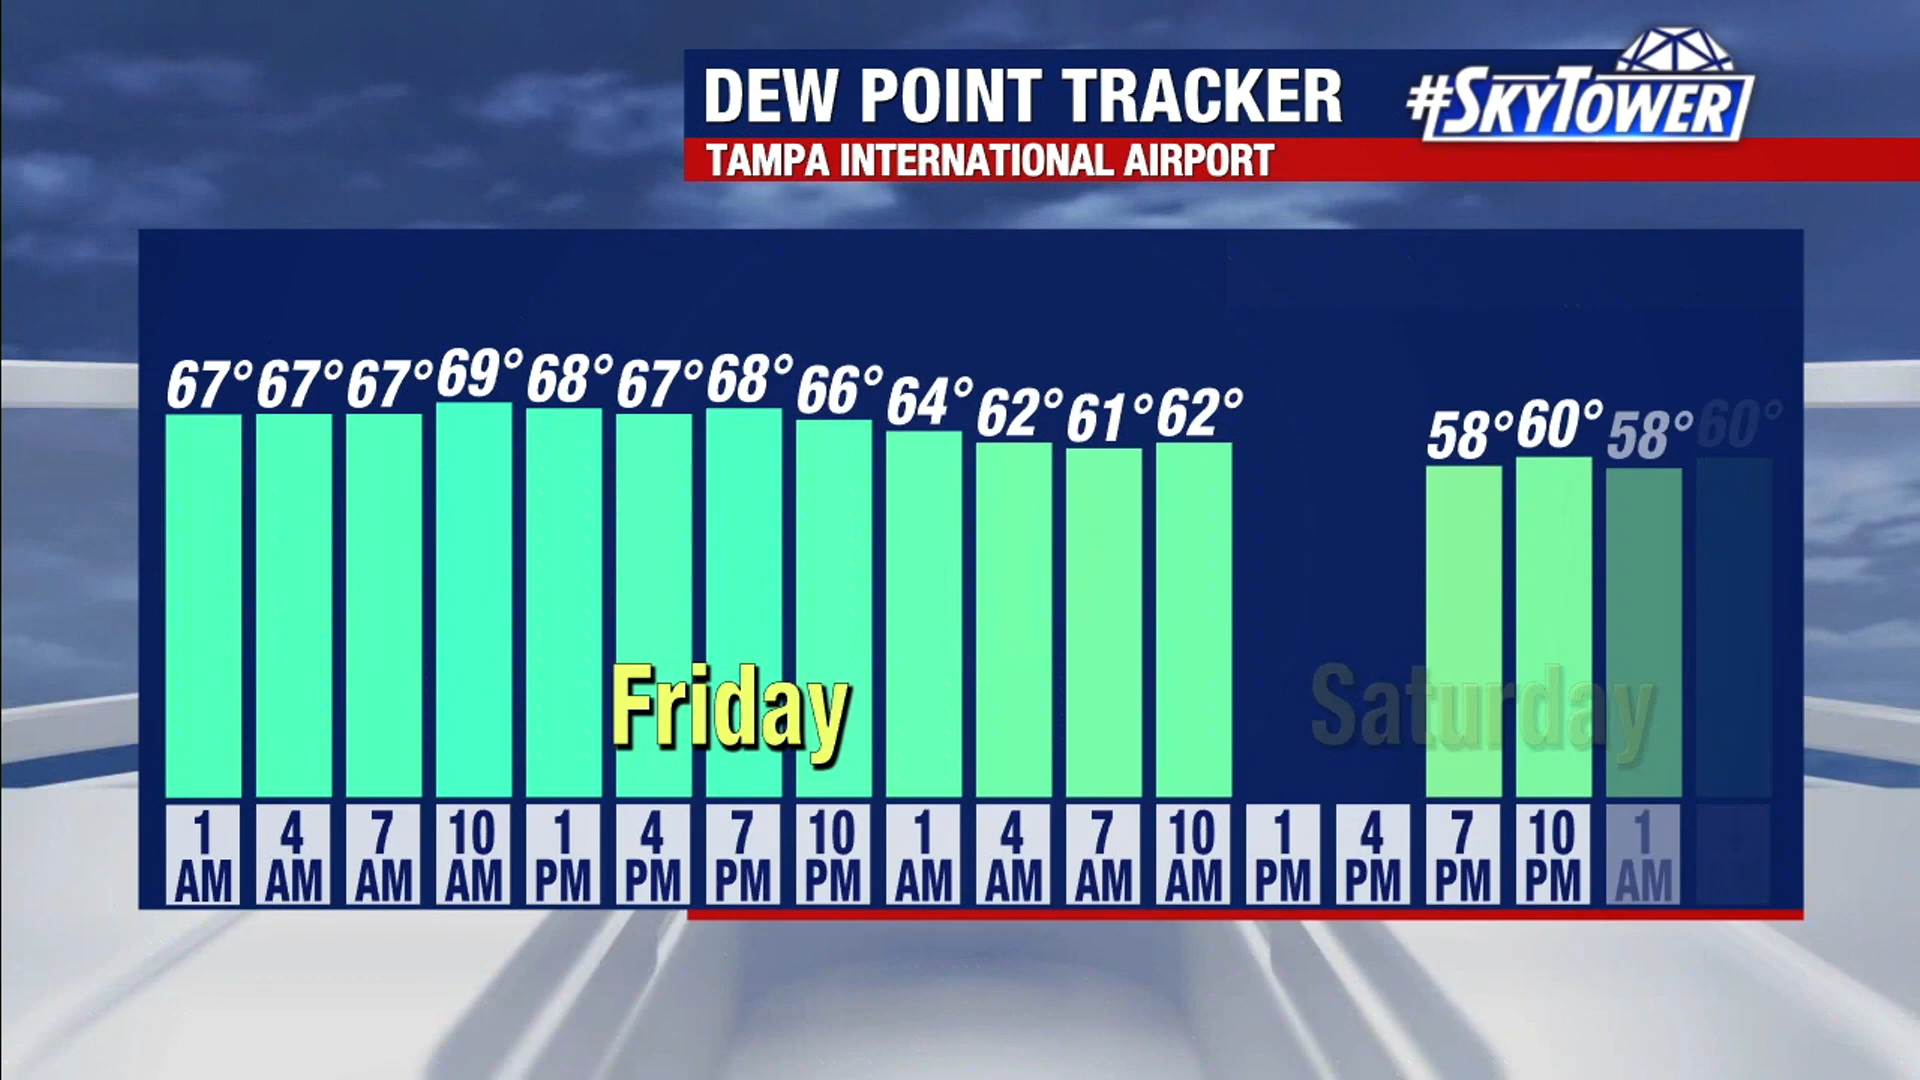 DEW POINT TRACKER
#SKYTOWER
TAMPA INTERNATIONAL AIRPORT
67° 67° 67° 69° 68° 67° 68° 66° 64° 62° 61° 62° 58° 60° 58° 60°
Friday Saturday
1 4 7 10 1 4 7 10 1 4 7 10 1 4 7 10 1
AM AM AM AM PM PM PM PM AM AM AM AM PM PM PM PM AM